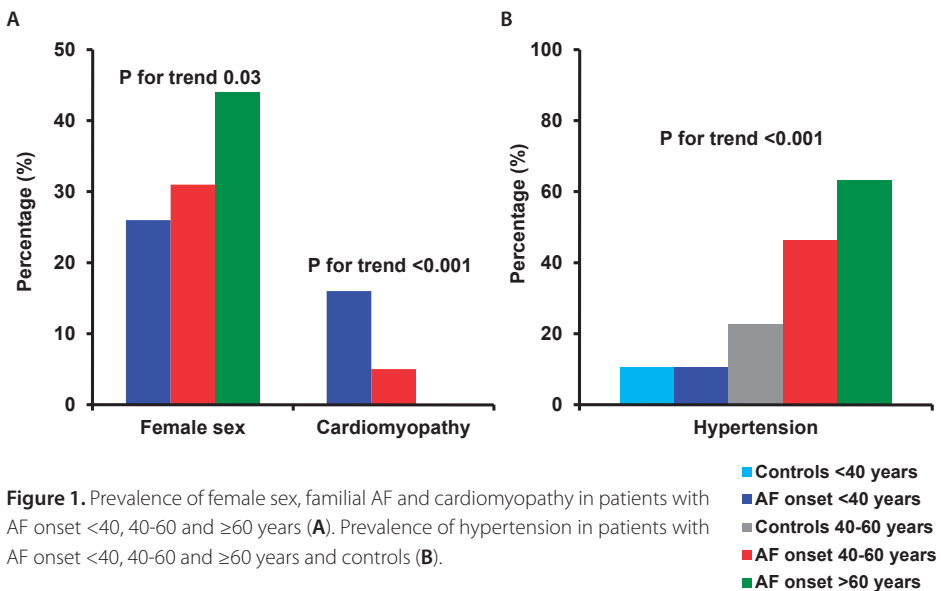 A
50
40
30
20
10
0
Percentage (%)
P for trend 0.03
P for trend <0.001
Female sex
Cardiomyopathy
B
100
80
60
40
20
0
Percentage (%)
P for trend <0.001
Hypertension
Controls <40 years
AF onset <40 years
Controls 40-60 years
AF onset 40-60 years
AF onset >60 years
Figure 1. Prevalence of female sex, familial AF and cardiomyopathy in patients with
AF onset <40, 40-60 and ≥60 years (A). Prevalence of hypertension in patients with
AF onset <40, 40-60 and ≥60 years and controls (B).